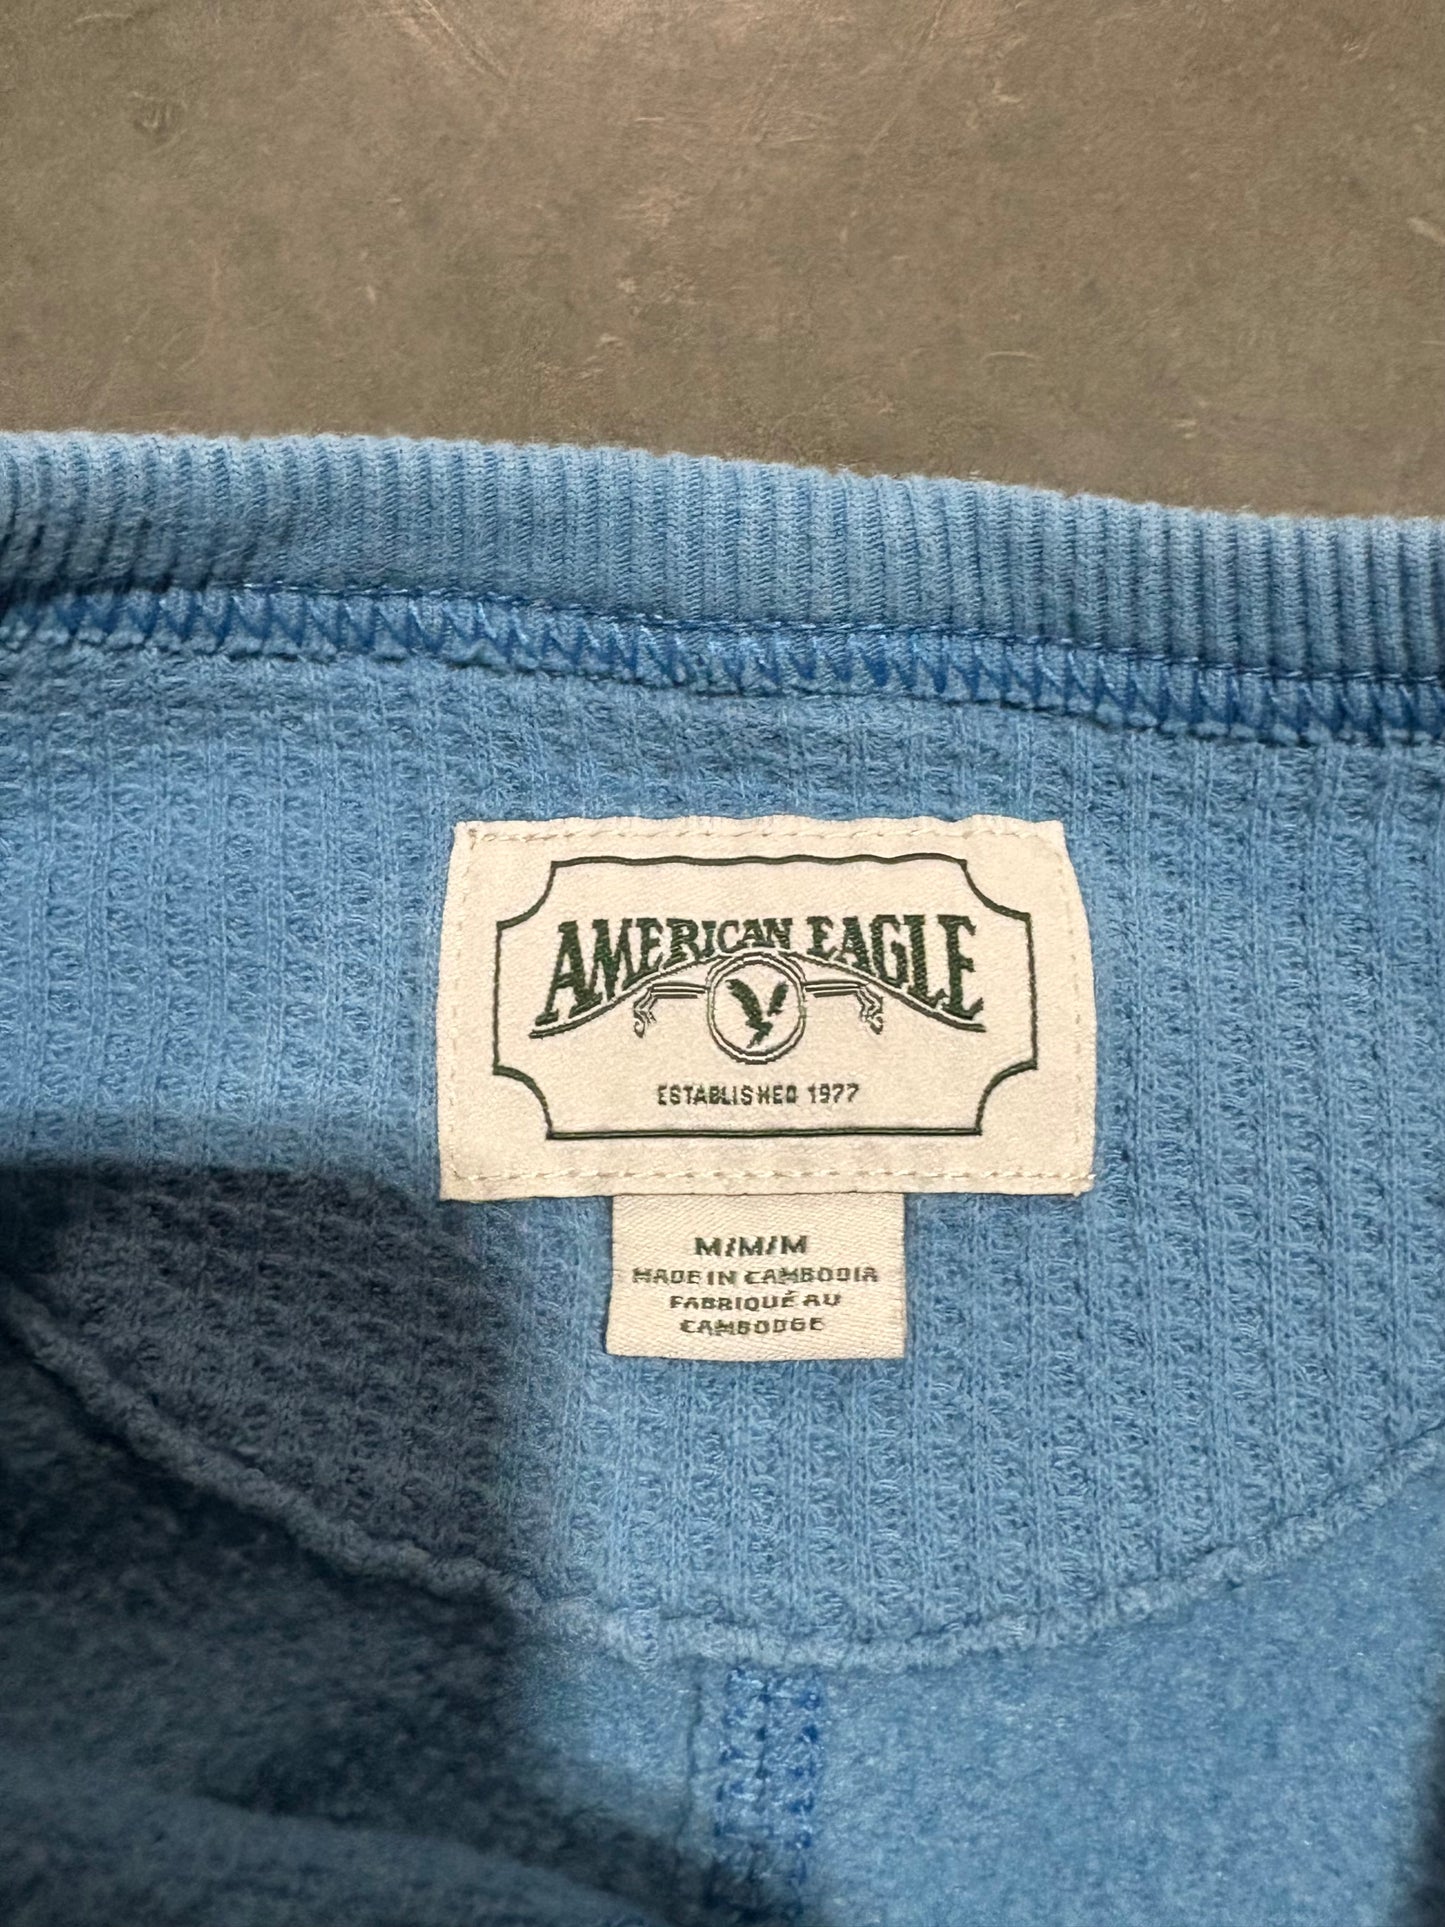 AMERICAN EAGLE
ESTABLISHED 1977
M/M/M
MADE IN CAMBODIA
FABRIQUÉ AU
CAMBODGE